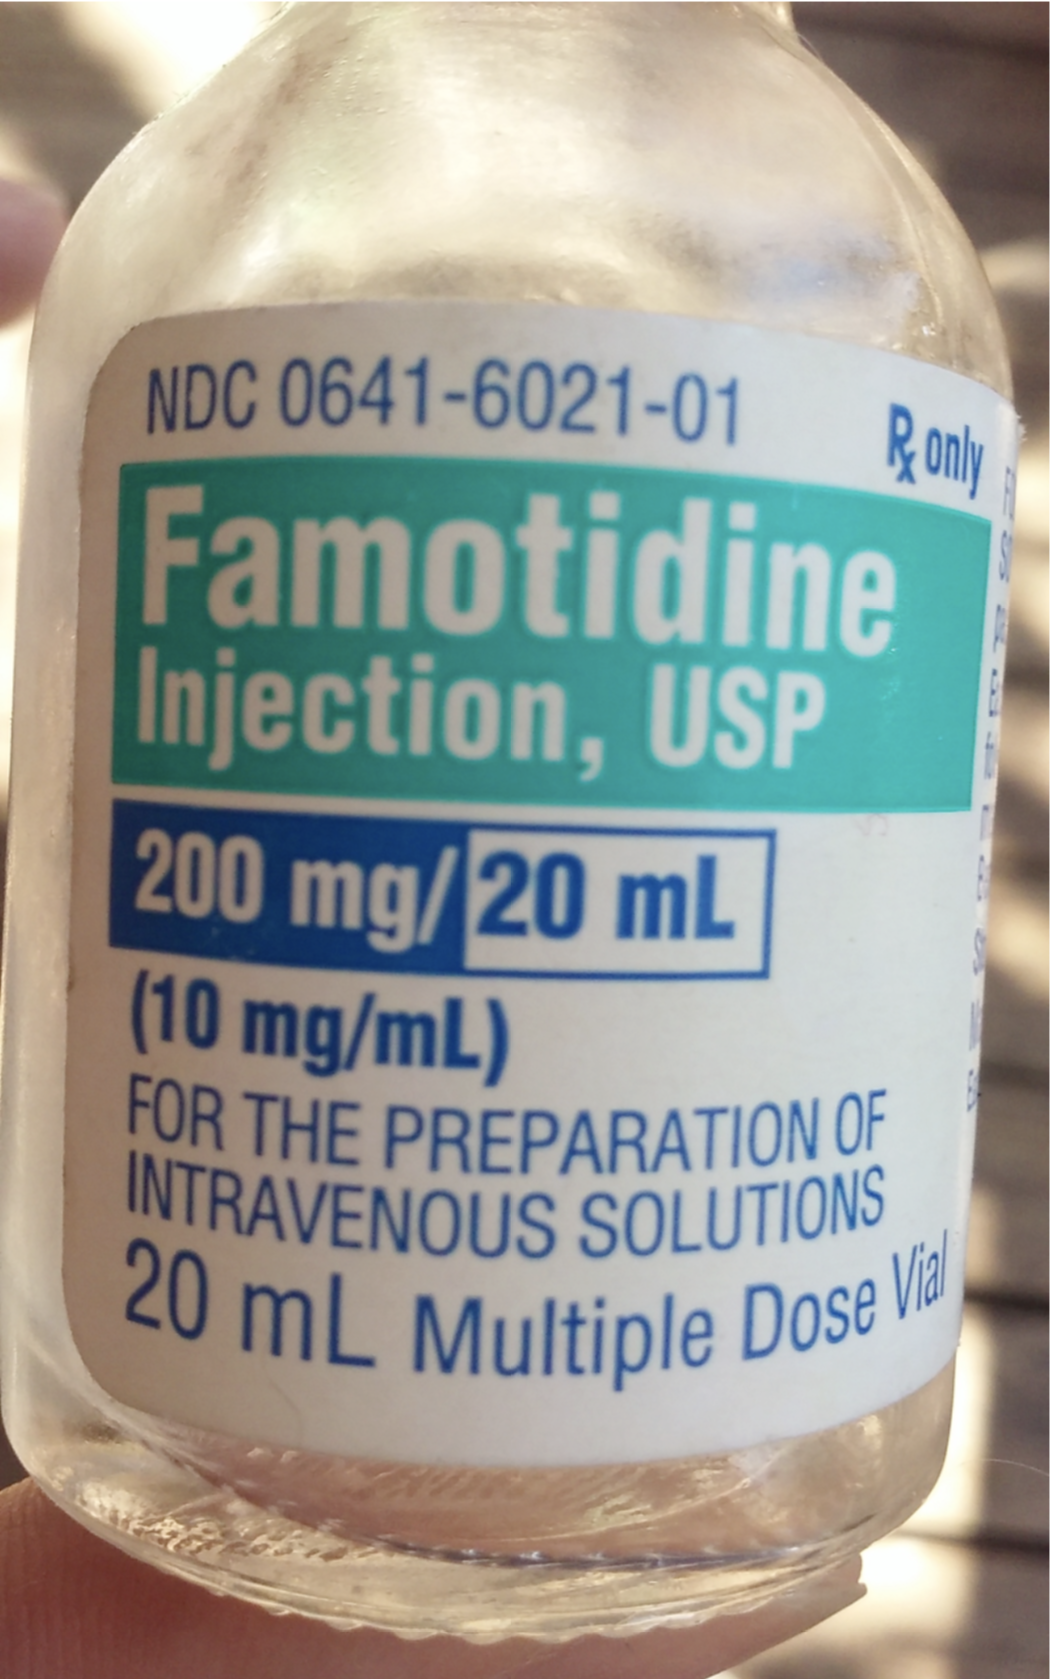 NDC 0641-6021-01
Rx only
Famotidine
Injection, USP
200 mg/20 mL
(10 mg/mL)
FOR THE PREPARATION OF
INTRAVENOUS SOLUTIONS
20 mL Multiple Dose Vial